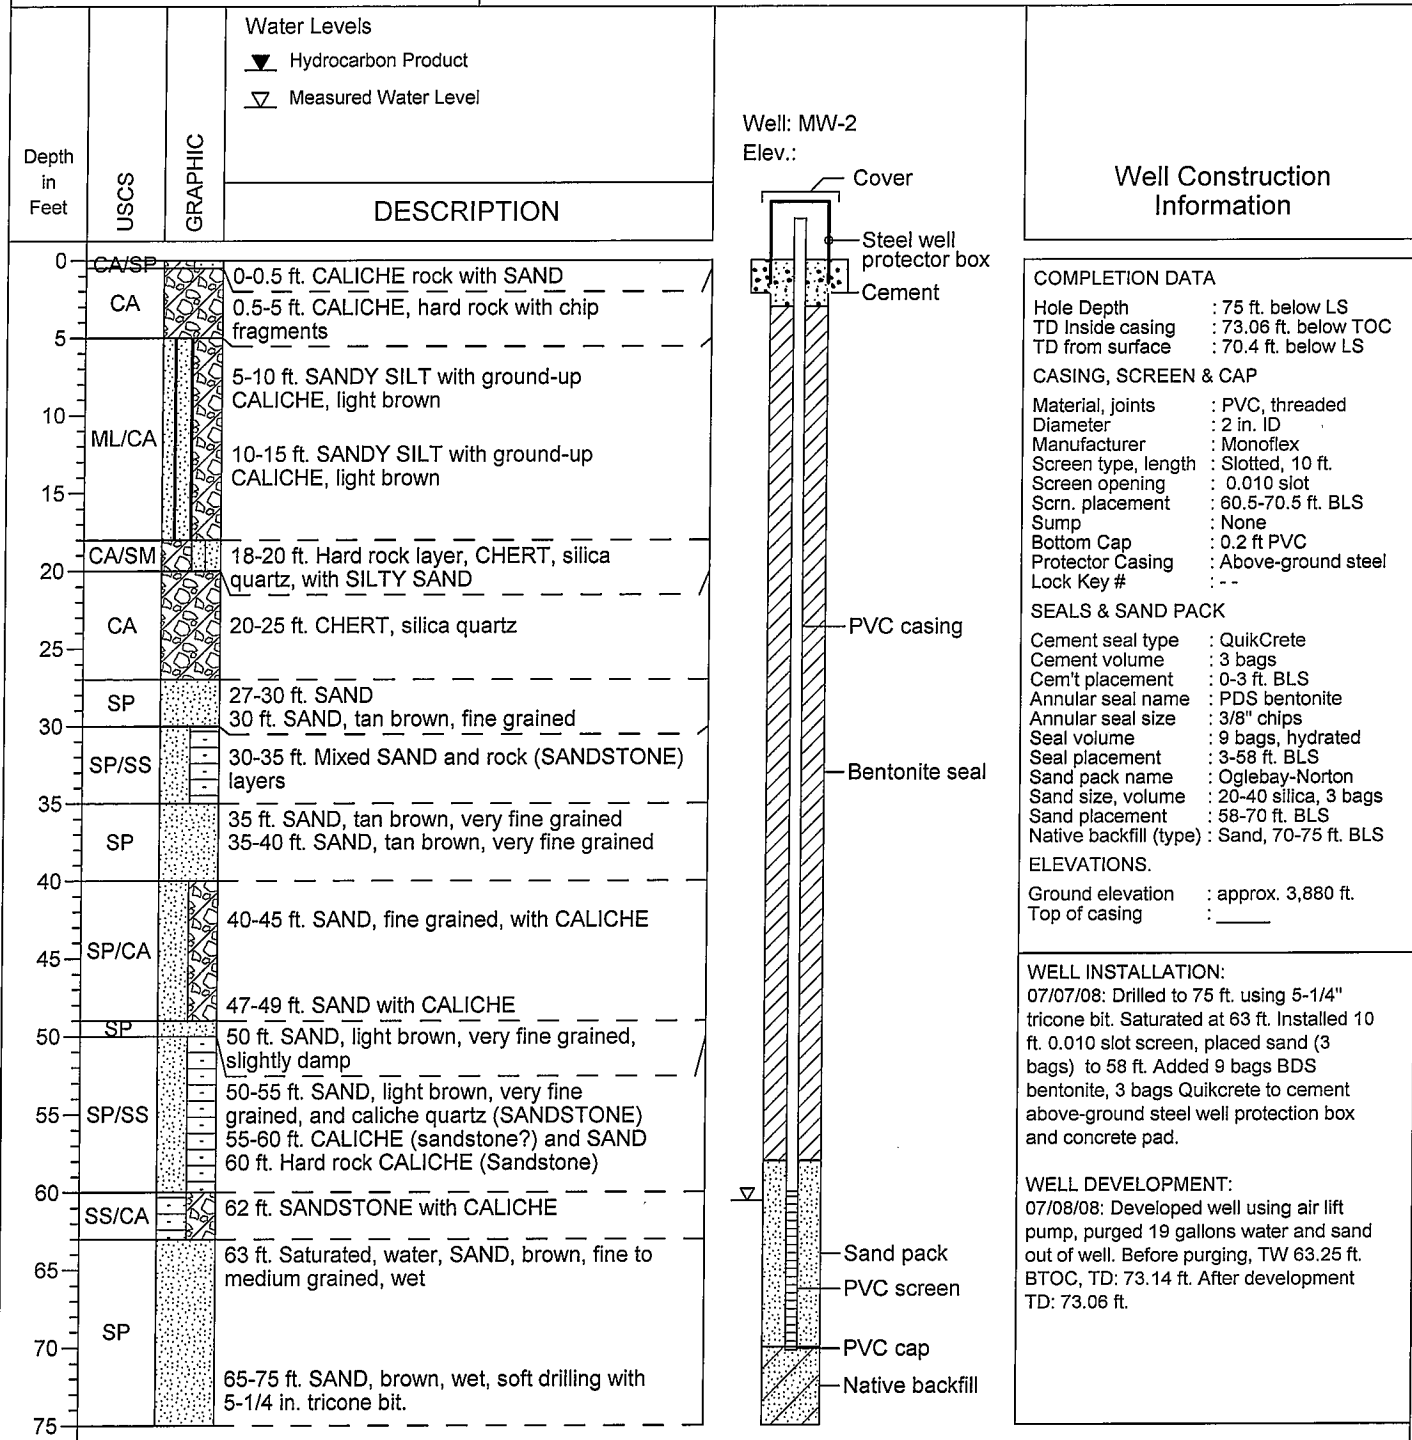 Water Levels
Hydrocarbon Product
Measured Water Level
Depth
in
Feet
USCS
GRAPHIC
DESCRIPTION
Well: MW-2
Elev.:
Cover
Steel well
protector box
Cement
PVC casing
Bentonite seal
Sand pack
PVC screen
PVC cap
Native backfill
0
5
10
15
20
25
30
35
40
45
50
55
60
65
70
75
CA/SP
CA
ML/CA
CA/SM
CA
SP
SP/SS
SP
SP/CA
SP
SP/SS
SS/CA
SP
0-0.5 ft. CALICHE rock with SAND
0.5-5 ft. CALICHE, hard rock with chip
fragments
5-10 ft. SANDY SILT with ground-up
CALICHE, light brown
10-15 ft. SANDY SILT with ground-up
CALICHE, light brown
18-20 ft. Hard rock layer, CHERT, silica
quartz, with SILTY SAND
20-25 ft. CHERT, silica quartz
27-30 ft. SAND
30 ft. SAND, tan brown, fine grained
30-35 ft. Mixed SAND and rock (SANDSTONE)
layers
35 ft. SAND, tan brown, very fine grained
35-40 ft. SAND, tan brown, very fine grained
40-45 ft. SAND, fine grained, with CALICHE
47-49 ft. SAND with CALICHE
50 ft. SAND, light brown, very fine grained,
slightly damp
50-55 ft. SAND, light brown, very fine
grained, and caliche quartz (SANDSTONE)
55-60 ft. CALICHE (sandstone?) and SAND
60 ft. Hard rock CALICHE (Sandstone)
62 ft. SANDSTONE with CALICHE
63 ft. Saturated, water, SAND, brown, fine to
medium grained, wet
65-75 ft. SAND, brown, wet, soft drilling with
5-1/4 in. tricone bit.
Well Construction
Information
COMPLETION DATA
Hole Depth : 75 ft. below LS
TD Inside casing : 73.06 ft. below TOC
TD from surface : 70.4 ft. below LS
CASING, SCREEN & CAP
Material, joints : PVC, threaded
Diameter : 2 in. ID
Manufacturer : Monoflex
Screen type, length : Slotted, 10 ft.
Screen opening : 0.010 slot
Scrn. placement : 60.5-70.5 ft. BLS
Sump : None
Bottom Cap : 0.2 ft PVC
Protector Casing : Above-ground steel
Lock Key # : - -
SEALS & SAND PACK
Cement seal type : QuikCrete
Cement volume : 3 bags
Cem't placement : 0-3 ft. BLS
Annular seal name : PDS bentonite
Annular seal size : 3/8" chips
Seal volume : 9 bags, hydrated
Seal placement : 3-58 ft. BLS
Sand pack name : Oglebay-Norton
Sand size, volume : 20-40 silica, 3 bags
Sand placement : 58-70 ft. BLS
Native backfill (type) : Sand, 70-75 ft. BLS
ELEVATIONS.
Ground elevation : approx. 3,880 ft.
Top of casing : _____
WELL INSTALLATION:
07/07/08: Drilled to 75 ft. using 5-1/4"
tricone bit. Saturated at 63 ft. Installed 10
ft. 0.010 slot screen, placed sand (3
bags) to 58 ft. Added 9 bags BDS
bentonite, 3 bags Quikcrete to cement
above-ground steel well protection box
and concrete pad.
WELL DEVELOPMENT:
07/08/08: Developed well using air lift
pump, purged 19 gallons water and sand
out of well. Before purging, TW 63.25 ft.
BTOC, TD: 73.14 ft. After development
TD: 73.06 ft.